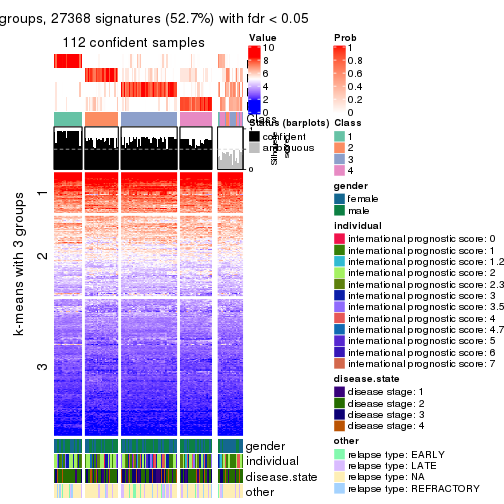 groups, 27368 signatures (52.7%) with fdr < 0.05
112 confident samples
k-means with 3 groups
1
2
3
Value
10
8
6
4
2
0
Prob
1
0.8
0.6
0.4
0.2
0
Class
Status (barplots)
confident
ambiguous
1
0
Class
1
2
3
4
gender
female
male
individual
international prognostic score: 0
international prognostic score: 1
international prognostic score: 1.2
international prognostic score: 2
international prognostic score: 2.3
international prognostic score: 3
international prognostic score: 3.5
international prognostic score: 4
international prognostic score: 4.7
international prognostic score: 5
international prognostic score: 6
international prognostic score: 7
disease.state
disease stage: 1
disease stage: 2
disease stage: 3
disease stage: 4
other
relapse type: EARLY
relapse type: LATE
relapse type: NA
relapse type: REFRACTORY
gender
individual
disease.state
other